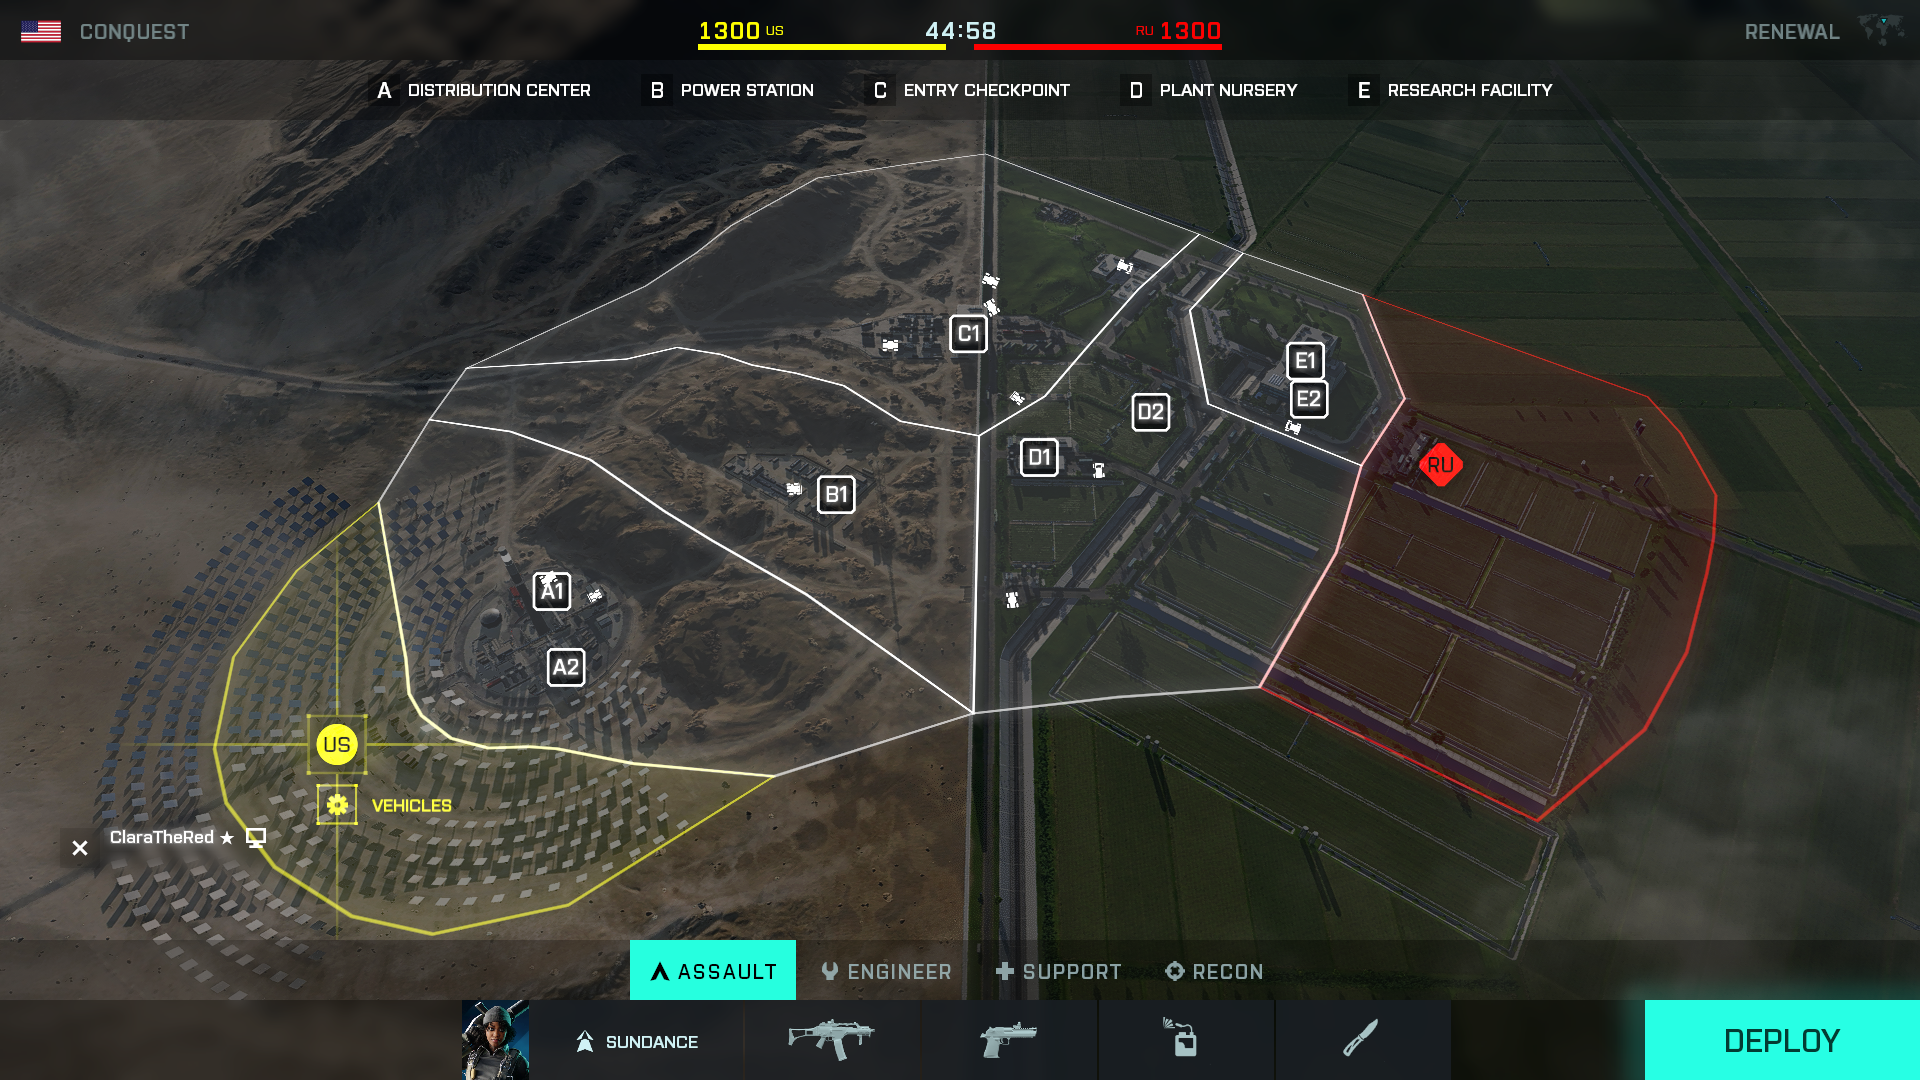 CONQUEST
1300 US
44:58
RU 1300
RENEWAL
A DISTRIBUTION CENTER
B POWER STATION
C ENTRY CHECKPOINT
D PLANT NURSERY
E RESEARCH FACILITY
C1
E1
E2
D2
D1
RU
B1
A1
A2
US
VEHICLES
ClaraTheRed
ASSAULT
ENGINEER
SUPPORT
RECON
SUNDANCE
DEPLOY